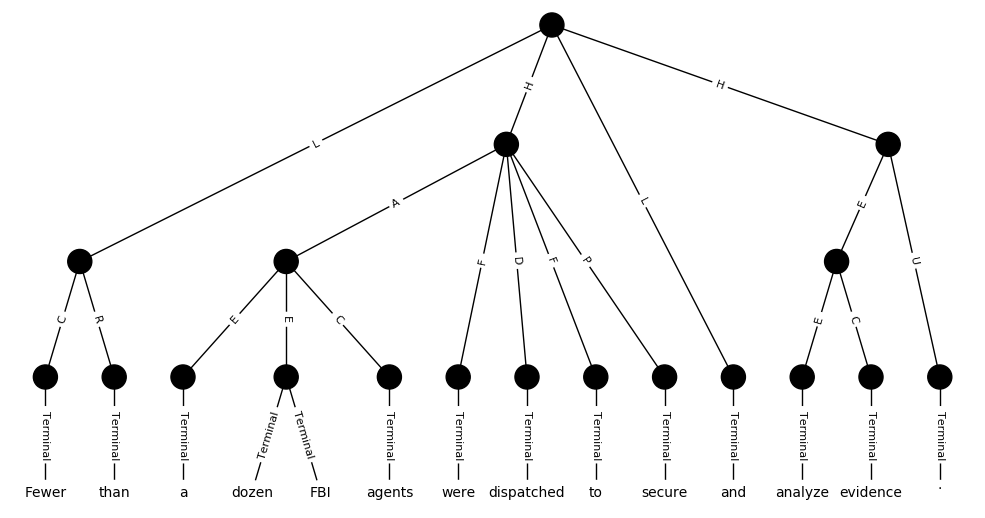 H
H
L
L
A
E
F
D
F
P
U
C
R
E
E
C
E
C
Terminal
Terminal
Terminal
Terminal
Terminal
Terminal
Terminal
Terminal
Terminal
Terminal
Terminal
Terminal
Terminal
Terminal
Fewer than a dozen FBI agents were dispatched to secure and analyze evidence .